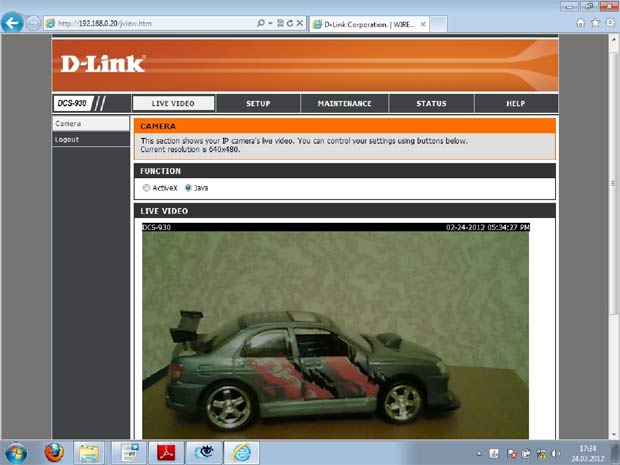 http://192.168.0.20/jview.htm
D-Link Corporation. | WIRE...
D-Link
DCS-930
LIVE VIDEO
SETUP
MAINTENANCE
STATUS
HELP
Camera
Logout
CAMERA
This section shows your IP camera's live video. You can control your settings using buttons below.
Current resolution is 640x480.
FUNCTION
ActiveX
Java
LIVE VIDEO
DCS-930
02-24-2012 05:34:27 PM
17:34
24.02.2012